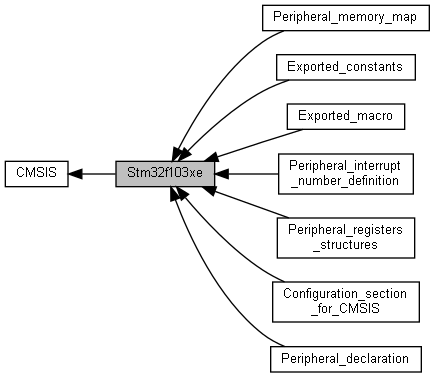 Peripheral_memory_map
Exported_constants
Exported_macro
CMSIS
Stm32f103xe
Peripheral_interrupt
_number_definition
Peripheral_registers
_structures
Configuration_section
_for_CMSIS
Peripheral_declaration